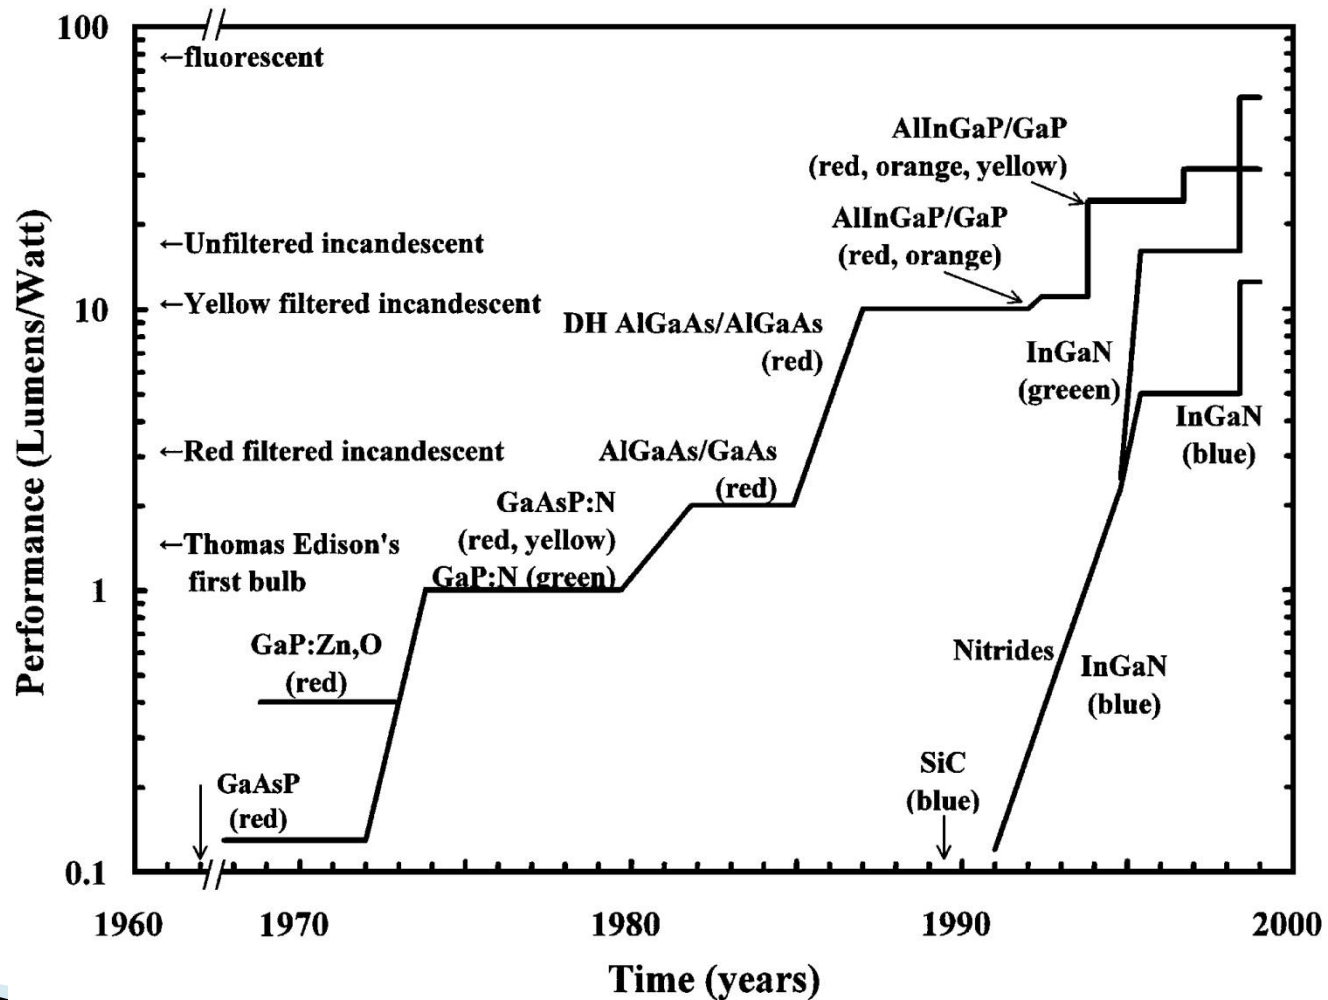 Performance (Lumens/Watt)
100
10
1
0.1
←fluorescent
←Unfiltered incandescent
←Yellow filtered incandescent
←Red filtered incandescent
←Thomas Edison's
first bulb
AlInGaP/GaP
(red, orange, yellow)
AlInGaP/GaP
(red, orange)
DH AlGaAs/AlGaAs
(red)
InGaN
(greeen)
InGaN
(blue)
AlGaAs/GaAs
(red)
GaAsP:N
(red, yellow)
GaP:N (green)
GaP:Zn,O
(red)
Nitrides
InGaN
(blue)
GaAsP
(red)
SiC
(blue)
1960
1970
1980
1990
2000
Time (years)